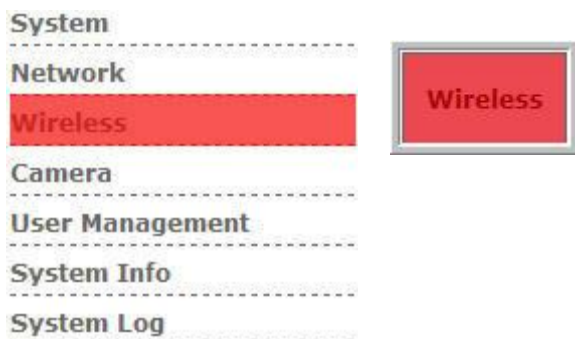 System
Network
Wireless
Camera
User Management
System Info
System Log
Wireless